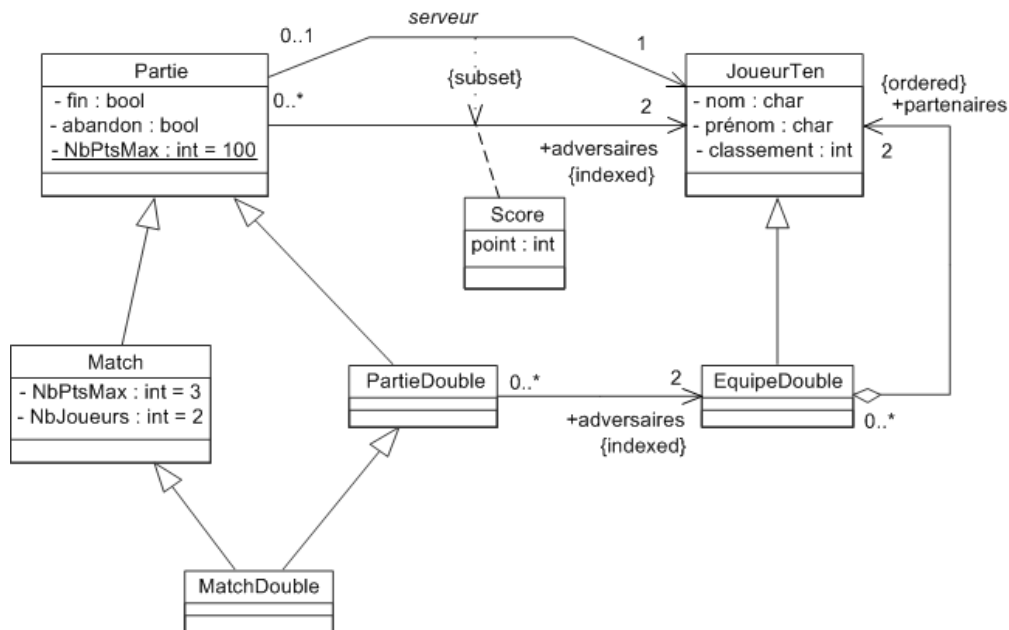 serveur
0..1
1
Partie
- fin : bool
- abandon : bool
- NbPtsMax : int = 100
0..*
{subset}
2
+adversaires
{indexed}
JoueurTen
- nom : char
- prénom : char
- classement : int
{ordered}
+partenaires
2
Score
point : int
Match
- NbPtsMax : int = 3
- NbJoueurs : int = 2
PartieDouble
0..*
2
+adversaires
{indexed}
EquipeDouble
0..*
MatchDouble